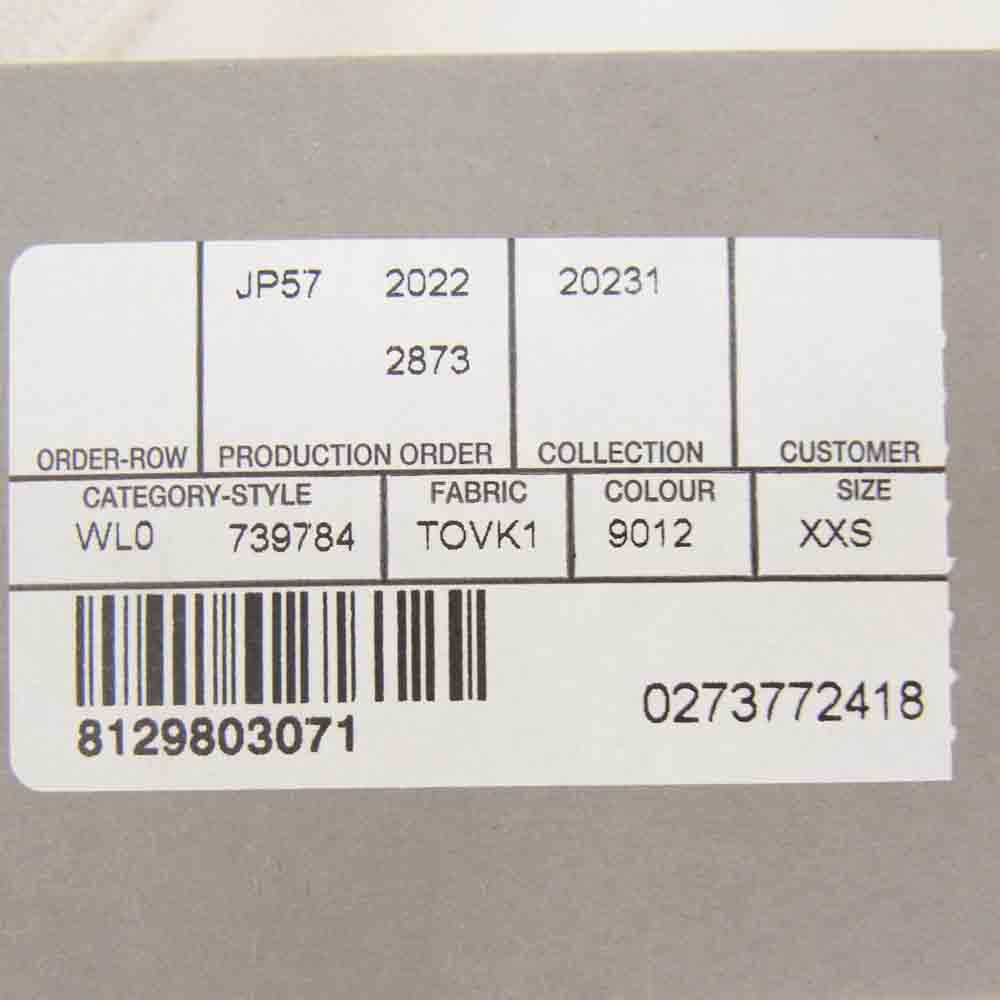 JP57 2022 20231
2873
ORDER-ROW PRODUCTION ORDER COLLECTION CUSTOMER
CATEGORY-STYLE FABRIC COLOUR SIZE
WL0 739784 TOVK1 9012 XXS
8129803071 0273772418